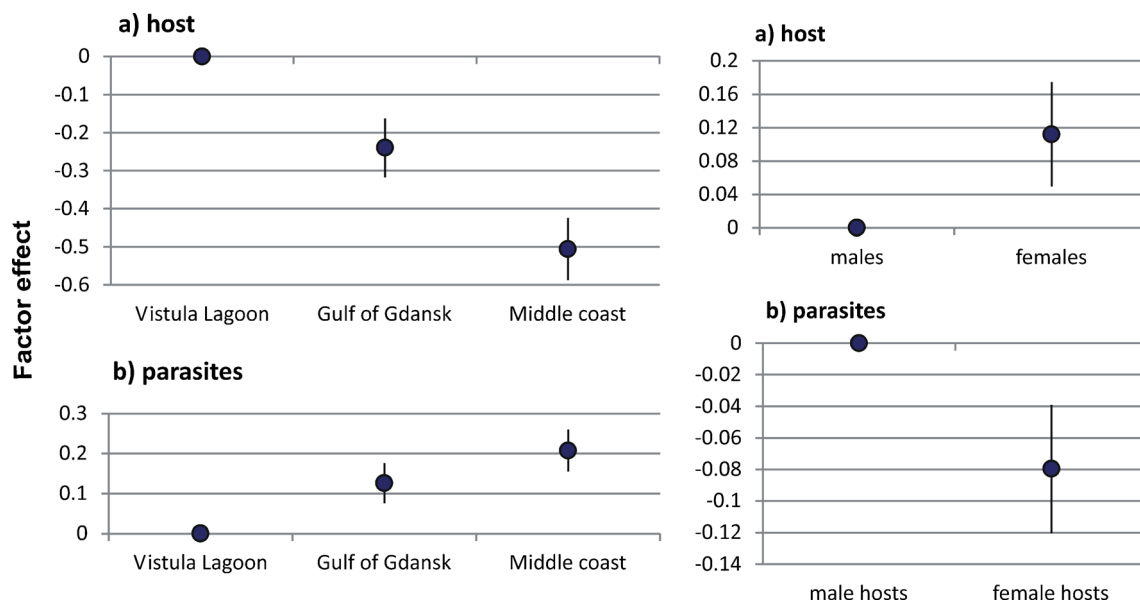 Factor effect
a) host
0
-0.1
-0.2
-0.3
-0.4
-0.5
-0.6
Vistula Lagoon Gulf of Gdansk Middle coast
b) parasites
0.3
0.2
0.1
0
Vistula Lagoon Gulf of Gdansk Middle coast
a) host
0.2
0.16
0.12
0.08
0.04
0
males females
b) parasites
0
-0.02
-0.04
-0.06
-0.08
-0.1
-0.12
-0.14
male hosts female hosts